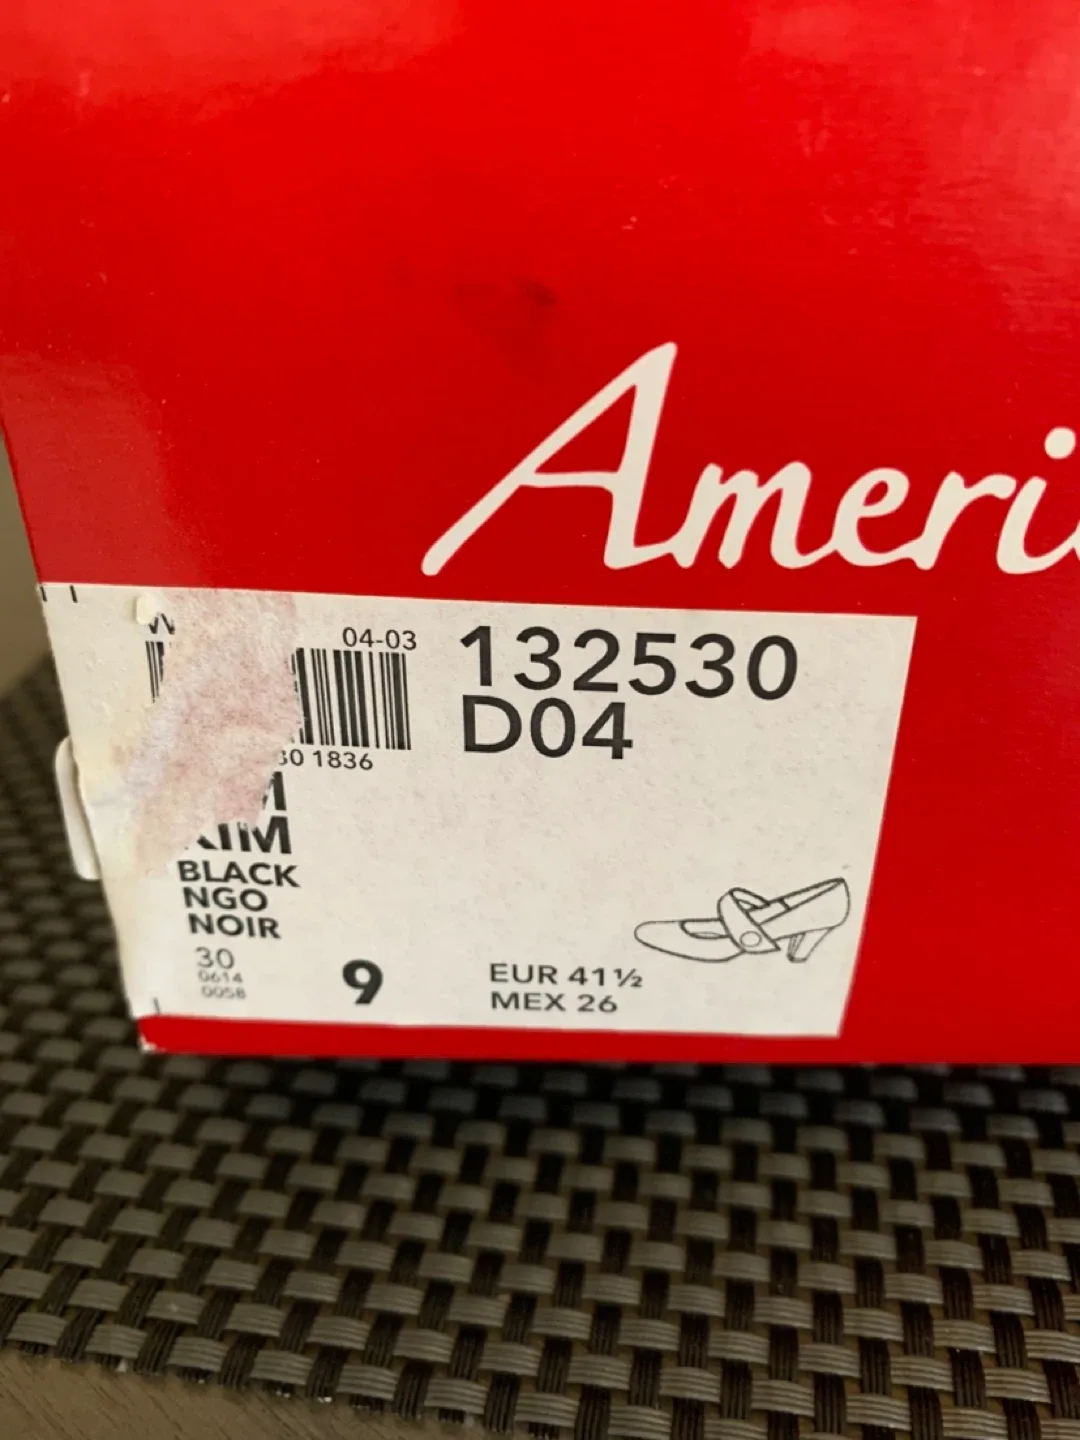 Ameri
04-03
132530
D04
30 1836
BLACK
NGO
NOIR
30
0614
0058
9
EUR 41½
MEX 26